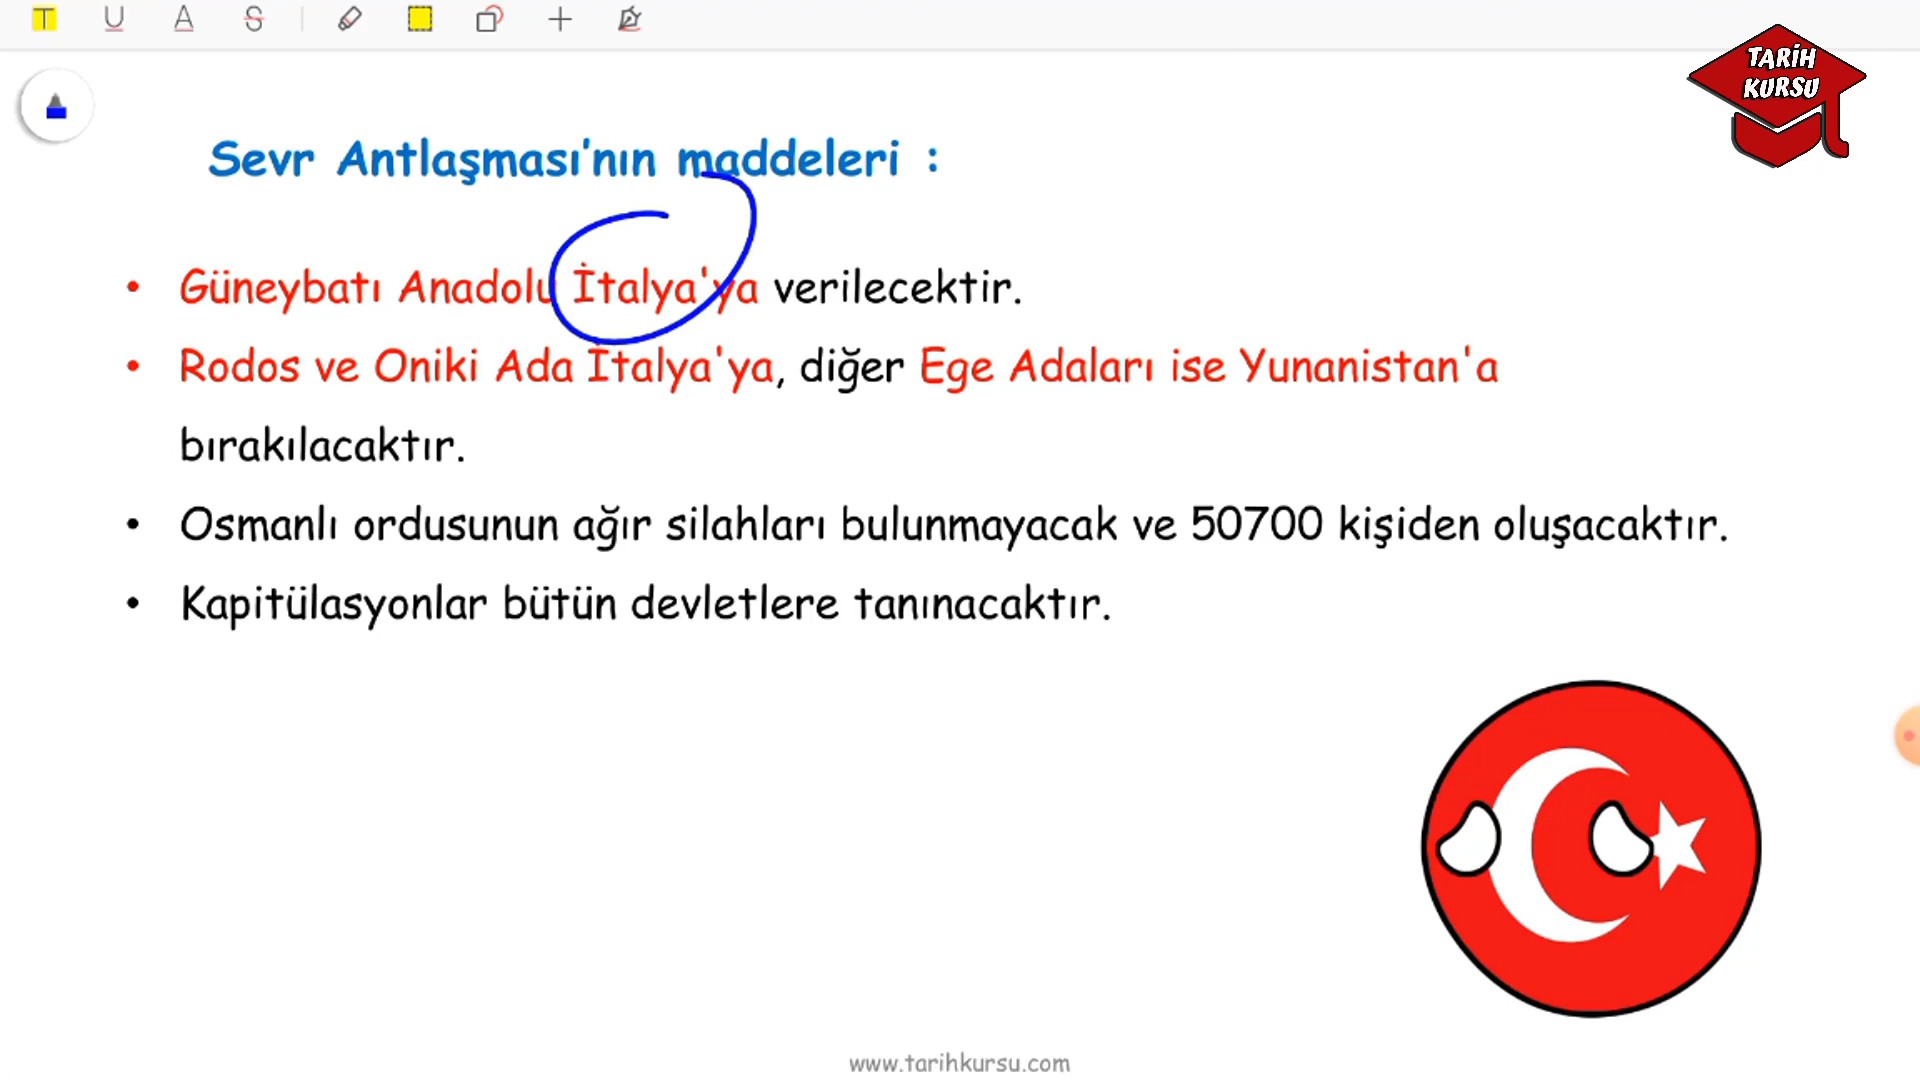 TARİH
KURSU
Sevr Antlaşması'nın maddeleri :
• Güneybatı Anadolu İtalya'ya verilecektir.
• Rodos ve Oniki Ada İtalya'ya, diğer Ege Adaları ise Yunanistan'a
bırakılacaktır.
• Osmanlı ordusunun ağır silahları bulunmayacak ve 50700 kişiden oluşacaktır.
• Kapitülasyonlar bütün devletlere tanınacaktır.
www.tarihkursu.com